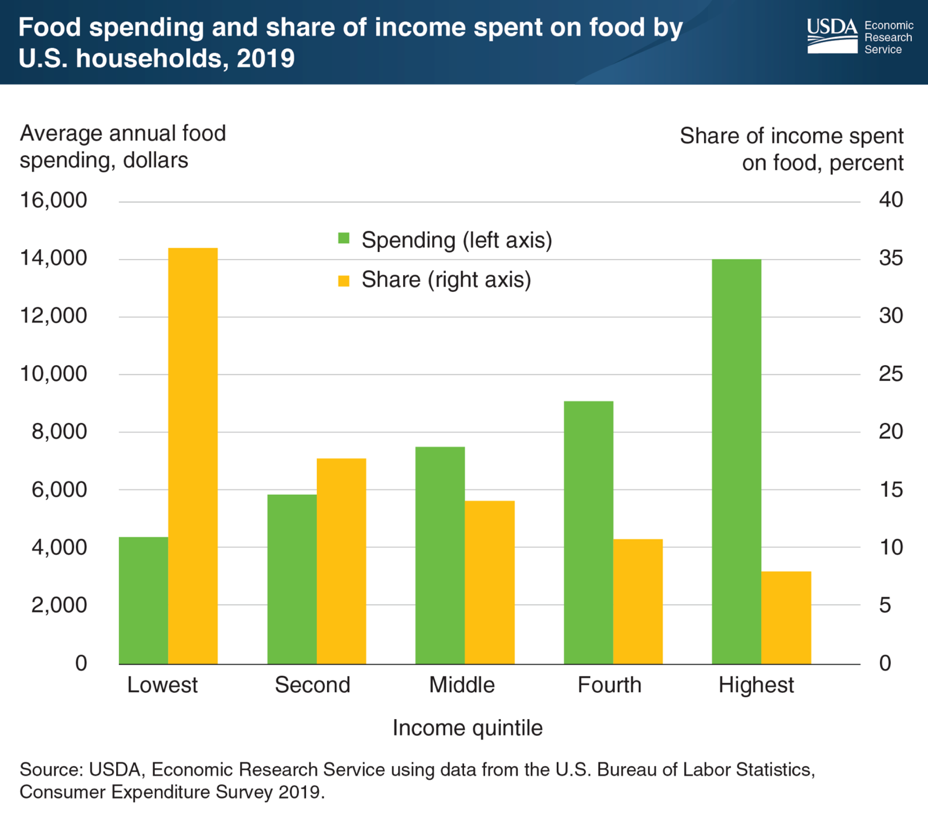 Food spending and share of income spent on food by
U.S. households, 2019
USDA
Economic
Research
Service
Average annual food
spending, dollars
Share of income spent
on food, percent
16,000
14,000
12,000
10,000
8,000
6,000
4,000
2,000
0
Spending (left axis)
Share (right axis)
40
35
30
25
20
15
10
5
0
Lowest
Second
Middle
Fourth
Highest
Income quintile
Source: USDA, Economic Research Service using data from the U.S. Bureau of Labor Statistics,
Consumer Expenditure Survey 2019.